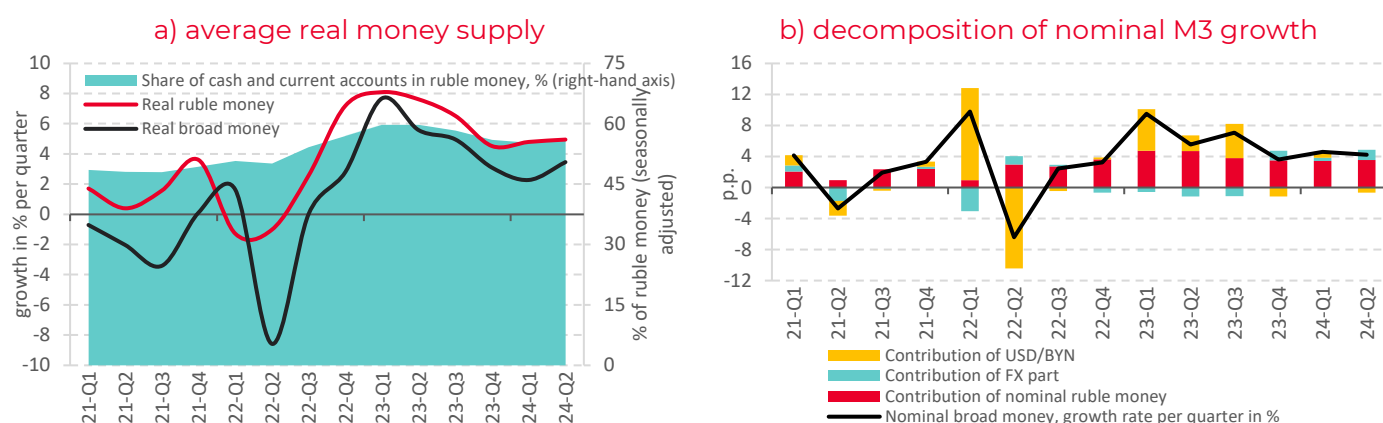 a) average real money supply
growth in % per quarter
10
8
6
4
2
0
-2
-4
-6
-8
-10
Share of cash and current accounts in ruble money, % (right-hand axis)
Real ruble money
Real broad money
75
60
45
30
15
0
% of ruble money (seasonally
adjusted)
21-Q1
21-Q2
21-Q3
21-Q4
22-Q1
22-Q2
22-Q3
22-Q4
23-Q1
23-Q2
23-Q3
23-Q4
24-Q1
24-Q2
b) decomposition of nominal M3 growth
p.p.
16
12
8
4
0
-4
-8
-12
21-Q1
21-Q2
21-Q3
21-Q4
22-Q1
22-Q2
22-Q3
22-Q4
23-Q1
23-Q2
23-Q3
23-Q4
24-Q1
24-Q2
Contribution of USD/BYN
Contribution of FX part
Contribution of nominal ruble money
Nominal broad money, growth rate per quarter in %